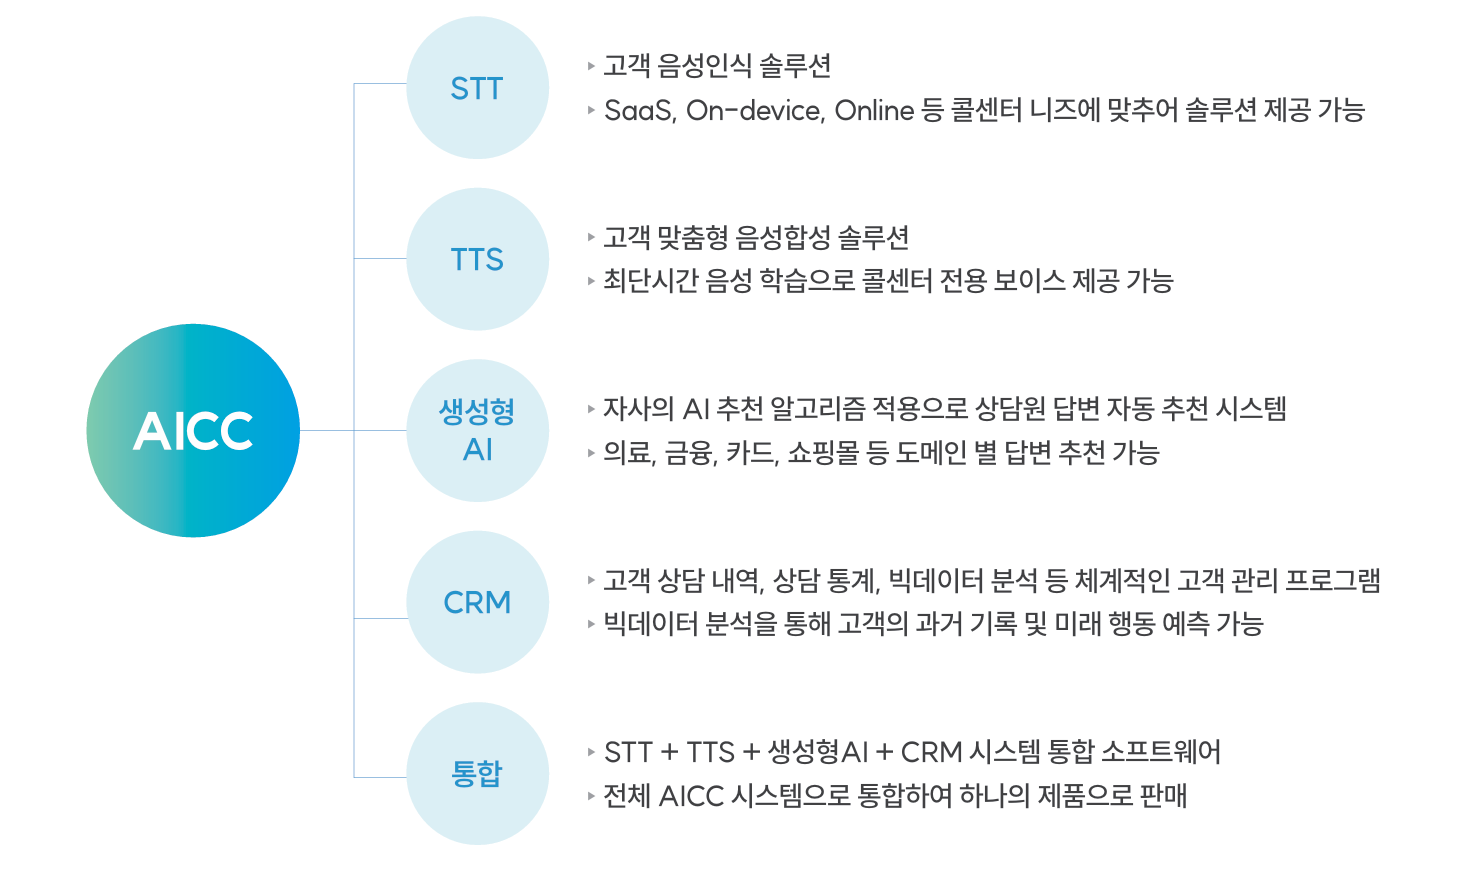 STT
고객 음성인식 솔루션
SaaS, On-device, Online 등 콜센터 니즈에 맞추어 솔루션 제공 가능
TTS
고객 맞춤형 음성합성 솔루션
최단시간 음성 학습으로 콜센터 전용 보이스 제공 가능
AICC
생성형
AI
자사의 AI 추천 알고리즘 적용으로 상담원 답변 자동 추천 시스템
의료, 금융, 카드, 쇼핑몰 등 도메인 별 답변 추천 가능
CRM
고객 상담 내역, 상담 통계, 빅데이터 분석 등 체계적인 고객 관리 프로그램
빅데이터 분석을 통해 고객의 과거 기록 및 미래 행동 예측 가능
통합
STT + TTS + 생성형AI + CRM 시스템 통합 소프트웨어
전체 AICC 시스템으로 통합하여 하나의 제품으로 판매